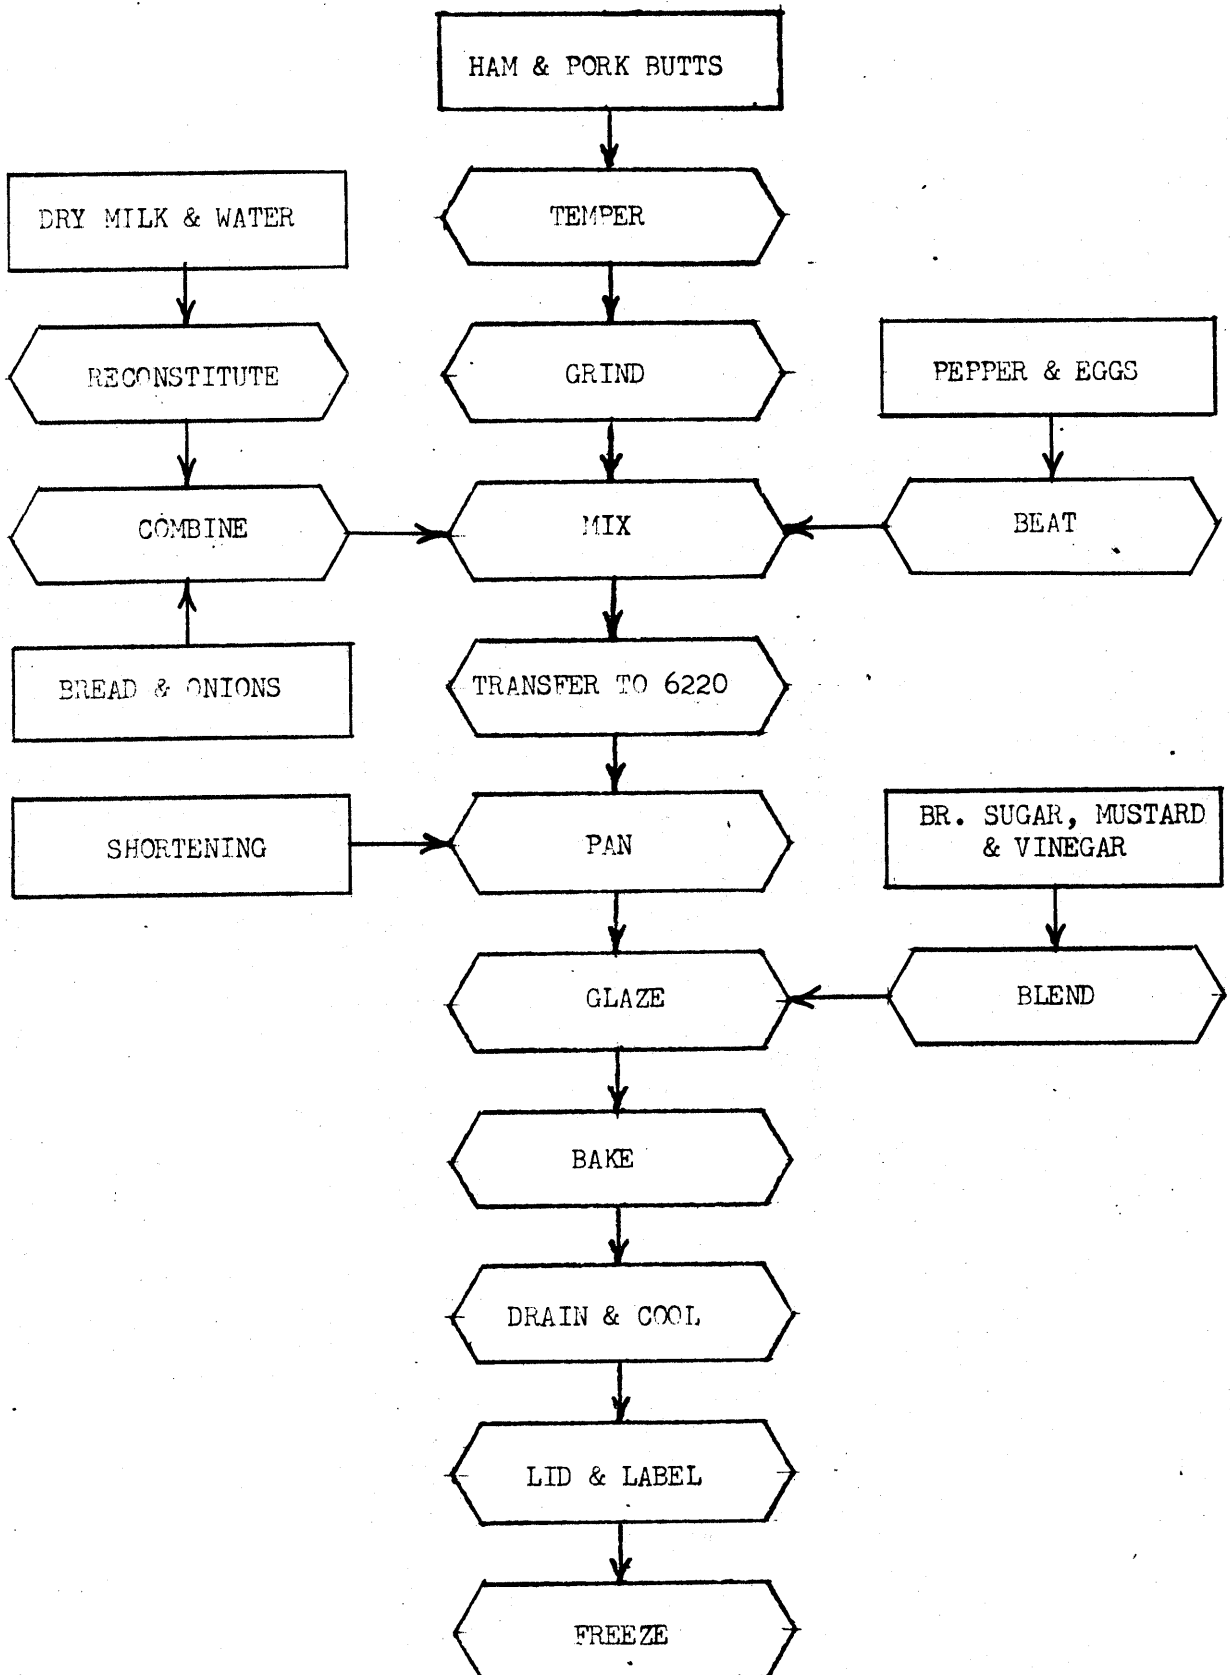 HAM & PORK BUTTS
TEMPER
DRY MILK & WATER
RECONSTITUTE
GRIND
PEPPER & EGGS
COMBINE
MIX
BEAT
BREAD & ONIONS
TRANSFER TO 6220
SHORTENING
PAN
BR. SUGAR, MUSTARD
& VINEGAR
GLAZE
BLEND
BAKE
DRAIN & COOL
LID & LABEL
FREEZE